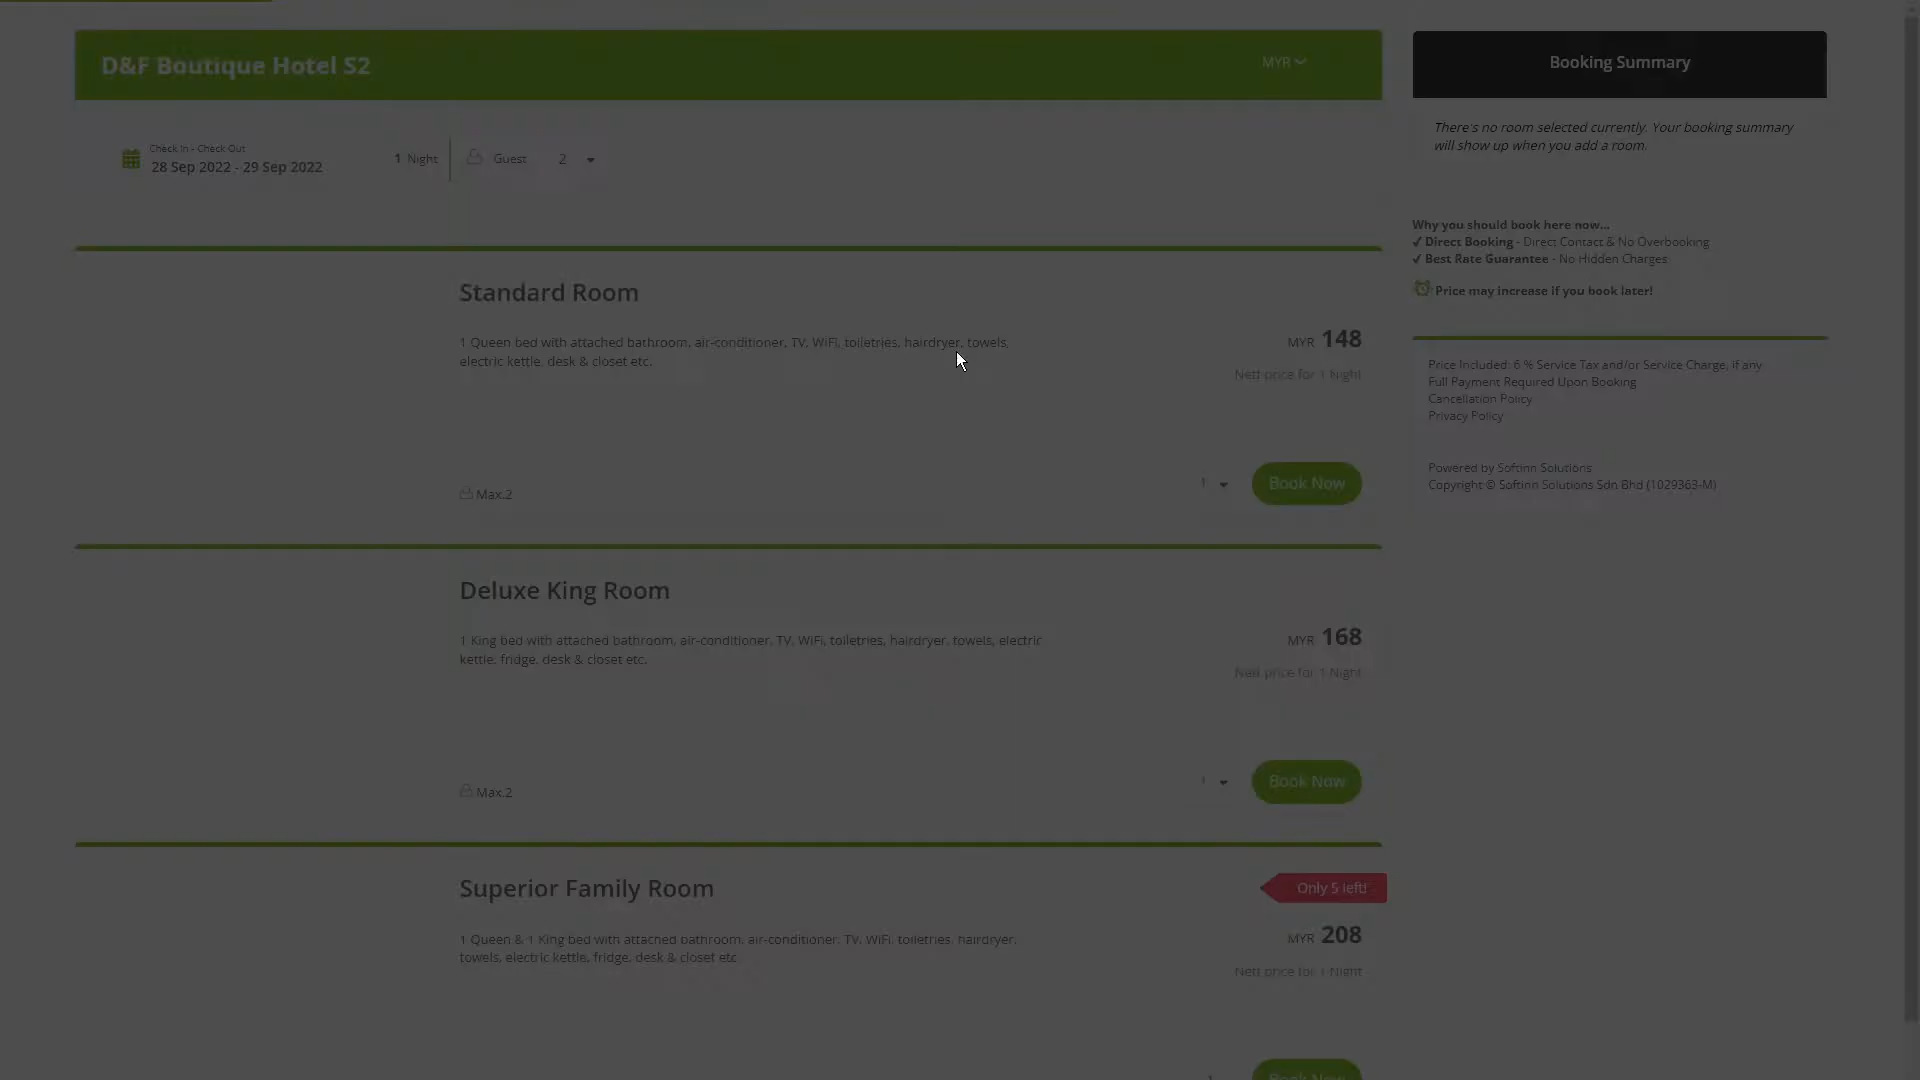 D&F Boutique Hotel S2
MYR
Check In - Check Out
28 Sep 2022 - 29 Sep 2022
1 Night
Guest
2
Standard Room
1 Queen bed with attached bathroom, air-conditioner, TV, WiFi, toiletries, hairdryer, towels,
electric kettle, desk & closet etc.
MYR 148
Nett price for 1 Night
Max.2
1
Book Now
Deluxe King Room
1 King bed with attached bathroom, air-conditioner, TV, WiFi, toiletries, hairdryer, towels, electric
kettle, fridge, desk & closet etc.
MYR 168
Nett price for 1 Night
Max.2
1
Book Now
Superior Family Room
Only 5 left!
1 Queen & 1 King bed with attached bathroom, air-conditioner, TV, WiFi, toiletries, hairdryer,
towels, electric kettle, fridge, desk & closet etc
MYR 208
Nett price for 1 Night
Book Now
Booking Summary
There's no room selected currently. Your booking summary
will show up when you add a room.
Why you should book here now...
✓ Direct Booking - Direct Contact & No Overbooking
✓ Best Rate Guarantee - No Hidden Charges
Price may increase if you book later!
Price Included: 6 % Service Tax and/or Service Charge, if any
Full Payment Required Upon Booking
Cancellation Policy
Privacy Policy
Powered by Softinn Solutions
Copyright © Softinn Solutions Sdn Bhd (1029363-M)